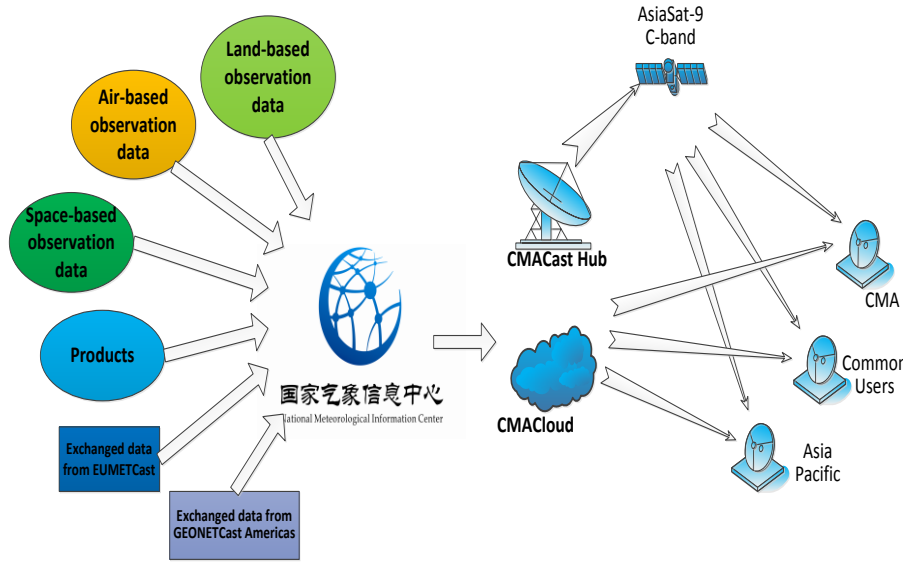 Land-based
observation
data
Air-based
observation
data
Space-based
observation
data
Products
Exchanged data
from EUMETCast
Exchanged data from
GEONETCast Americas
国家气象信息中心
National Meteorological Information Center
AsiaSat-9
C-band
CMACast Hub
CMACloud
CMA
Common
Users
Asia
Pacific